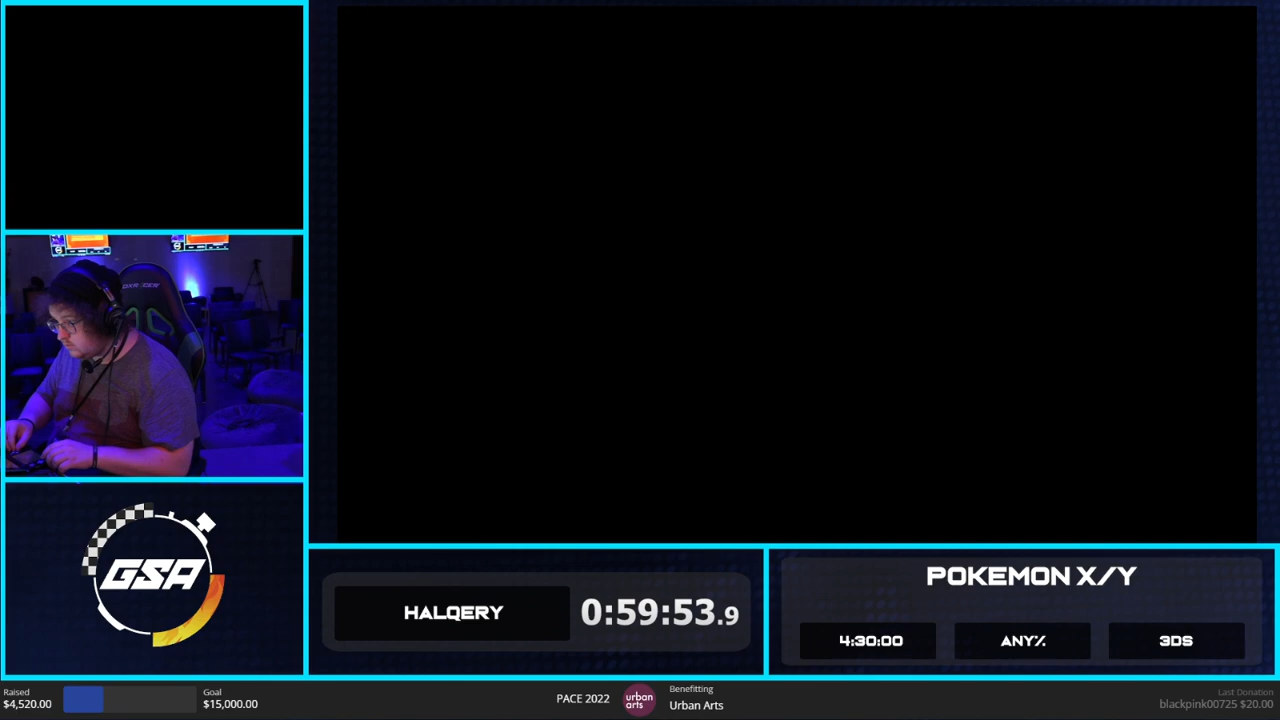 DXRACER
GSA
HALQERY
0:59:53.9
POKEMON X/Y
4:30:00
ANY%
3DS
Raised
$4,520.00
Goal
$15,000.00
PACE 2022
urban
arts
Benefitting
Urban Arts
Last Donation
blackpink00725 $20.00